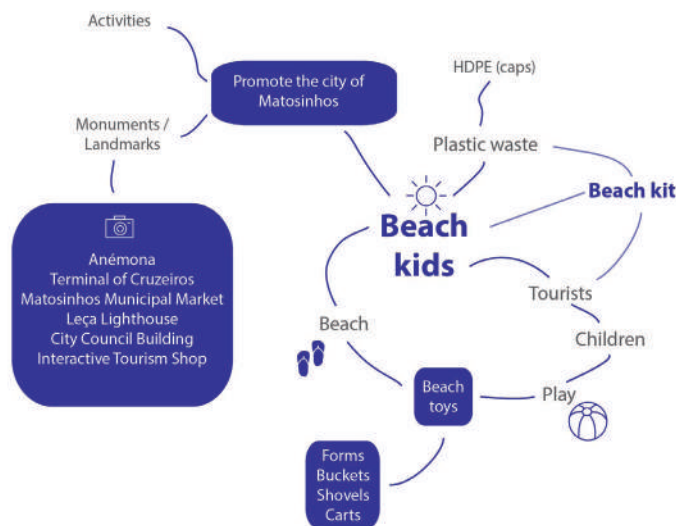 Activities
Promote the city of
Matosinhos
HDPE (caps)
Monuments /
Landmarks
Plastic waste
Beach kit
Beach
kids
Anémona
Terminal of Cruzeiros
Matosinhos Municipal Market
Leça Lighthouse
City Council Building
Interactive Tourism Shop
Tourists
Beach
Children
Beach
toys
Play
Forms
Buckets
Shovels
Carts